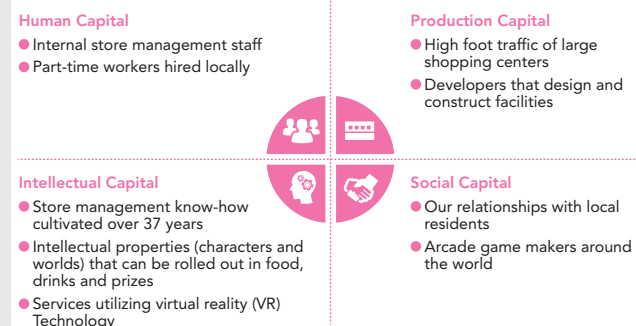 Human Capital
● Internal store management staff
● Part-time workers hired locally
Production Capital
● High foot traffic of large
shopping centers
● Developers that design and
construct facilities
Intellectual Capital
● Store management know-how
cultivated over 37 years
● Intellectual properties (characters and
worlds) that can be rolled out in food,
drinks and prizes
● Services utilizing virtual reality (VR)
Technology
Social Capital
● Our relationships with local
residents
● Arcade game makers around
the world